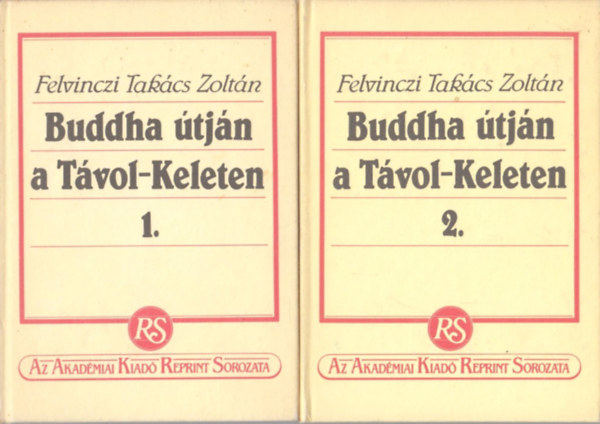 Felvinczi Takács Zoltán
Buddha útján
a Távol-Keleten
1.
RS
Az Akadémiai Kiadó Reprint Sorozata
Felvinczi Takács Zoltán
Buddha útján
a Távol-Keleten
2.
RS
Az Akadémiai Kiadó Reprint Sorozata